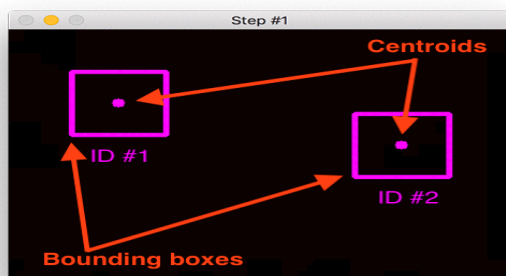 Step #1
Centroids
ID #1
ID #2
Bounding boxes